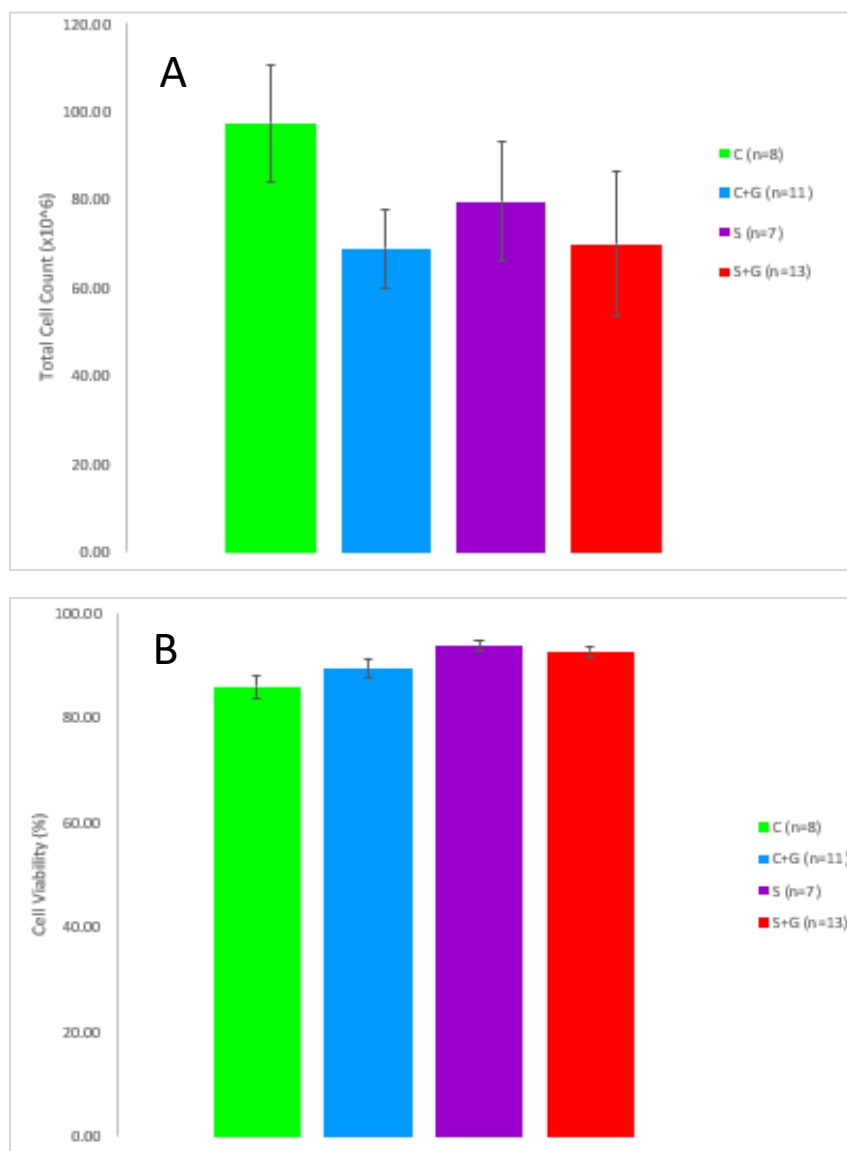 A
120.00
100.00
80.00
60.00
40.00
20.00
0.00
Total Cell Count (x10^6)
C (n=8)
C+G (n=11)
S (n=7)
S+G (n=13)
B
100.00
80.00
60.00
40.00
20.00
0.00
Cell Viability (%)
C (n=8)
C+G (n=11)
S (n=7)
S+G (n=13)